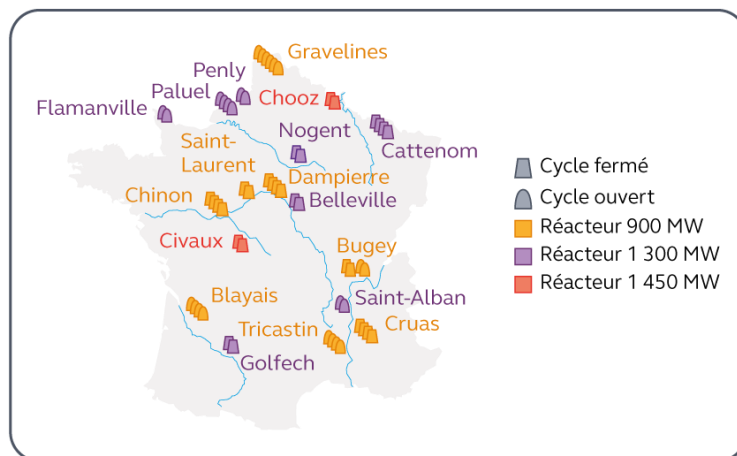 Gravelines
Penly
Paluel
Chooz
Flamanville
Nogent
Cattenom
Saint-
Laurent
Dampierre
Chinon
Belleville
Civaux
Bugey
Blayais
Saint-Alban
Tricastin
Cruas
Golfech
Cycle fermé
Cycle ouvert
Réacteur 900 MW
Réacteur 1 300 MW
Réacteur 1 450 MW